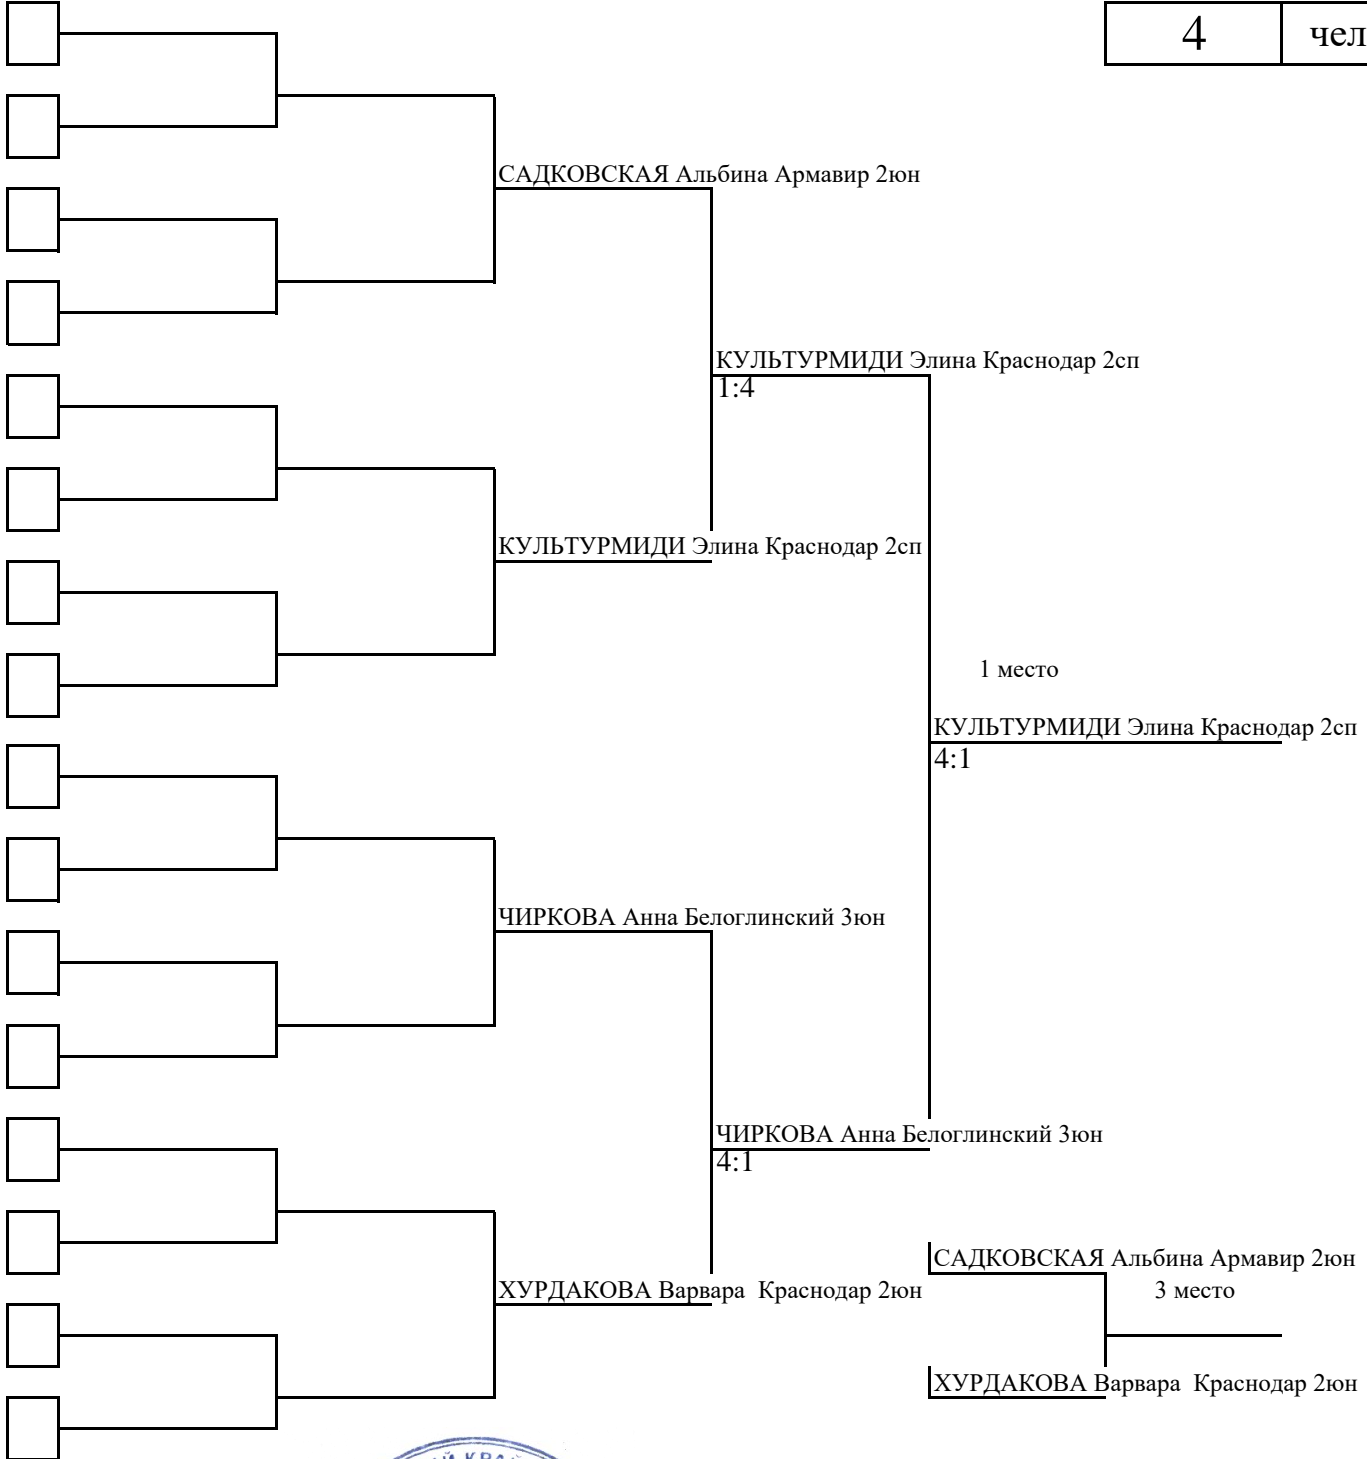 4 чел
САДКОВСКАЯ Альбина Армавир 2юн
КУЛЬТУРМИДИ Элина Краснодар 2сп
1:4
КУЛЬТУРМИДИ Элина Краснодар 2сп
1 место
КУЛЬТУРМИДИ Элина Краснодар 2сп
4:1
ЧИРКОВА Анна Белоглинский 3юн
ЧИРКОВА Анна Белоглинский 3юн
4:1
САДКОВСКАЯ Альбина Армавир 2юн
ХУРДАКОВА Варвара  Краснодар 2юн
3 место
ХУРДАКОВА Варвара  Краснодар 2юн